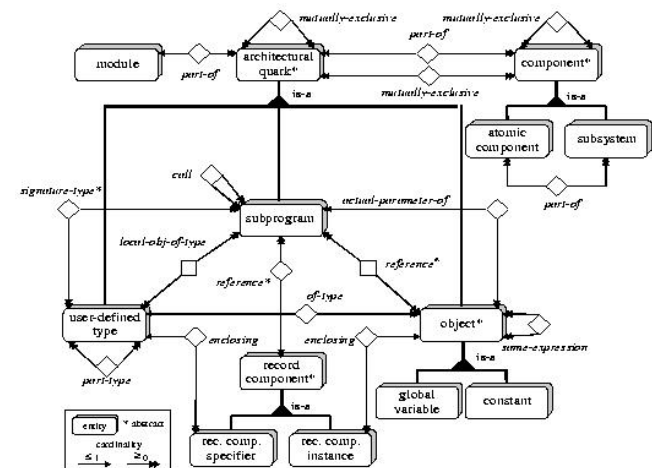 mutually-exclusive
mutually-exclusive
part-of
module
architectural
quark*
component*
part-of
mutually-exclusive
is-a
is-a
atomic
component
subsystem
call
signature-type*
actual-parameter-of
part-of
subprogram
local-obj-of-type
reference*
reference*
of-type
user-defined
type
object*
enclosing
enclosing
same-expression
part-type
record
component*
is-a
is-a
global
variable
constant
entity
* abstract
cardinality
≤ 1
≥ 0
rec. comp.
specifier
rec. comp.
instance